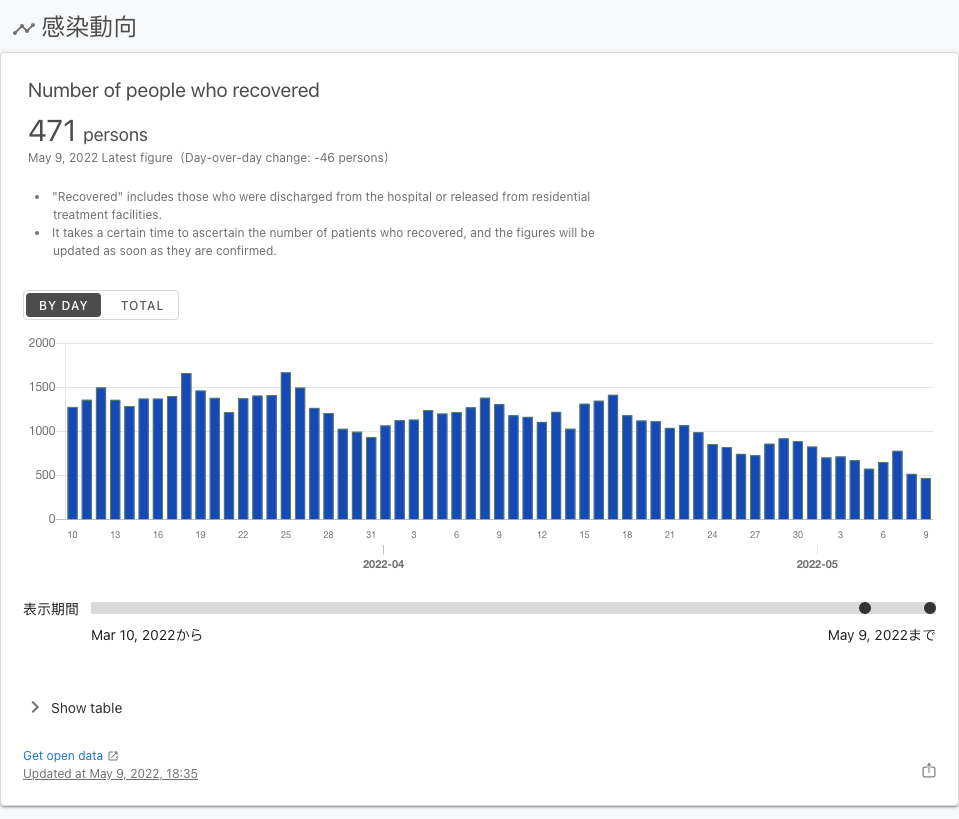 感染動向
Number of people who recovered
471 persons
May 9, 2022 Latest figure (Day-over-day change: -46 persons)
• "Recovered" includes those who were discharged from the hospital or released from residential
treatment facilities.
• It takes a certain time to ascertain the number of patients who recovered, and the figures will be
updated as soon as they are confirmed.
BY DAY TOTAL
2000
1500
1000
500
0
10 13 16 19 22 25 28 31 3 6 9 12 15 18 21 24 27 30 3 6 9
2022-04 2022-05
表示期間
Mar 10, 2022から May 9, 2022まで
Show table
Get open data
Updated at May 9, 2022, 18:35